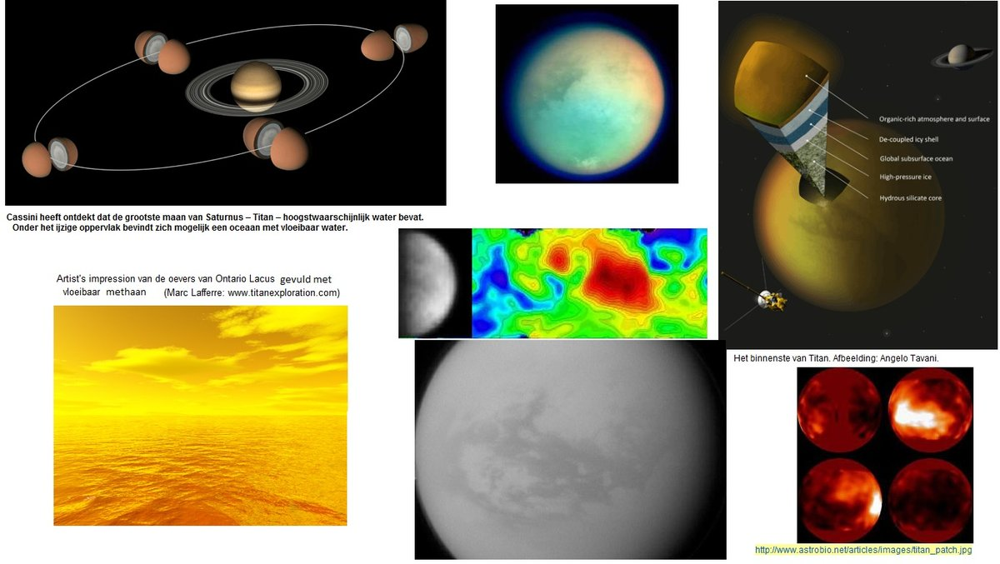 Organic-rich atmosphere and surface
De-coupled icy shell
Global subsurface ocean
High-pressure ice
Hydrous silicate core
Cassini heeft ontdekt dat de grootste maan van Saturnus – Titan – hoogstwaarschijnlijk water bevat.
Onder het ijzige oppervlak bevindt zich mogelijk een oceaan met vloeibaar water.
Artist's impression van de oevers van Ontario Lacus gevuld met
vloeibaar methaan (Marc Lafferre: www.titanexploration.com)
Het binnenste van Titan. Afbeelding: Angelo Tavani.
http://www.astrobio.net/articles/images/titan_patch.jpg